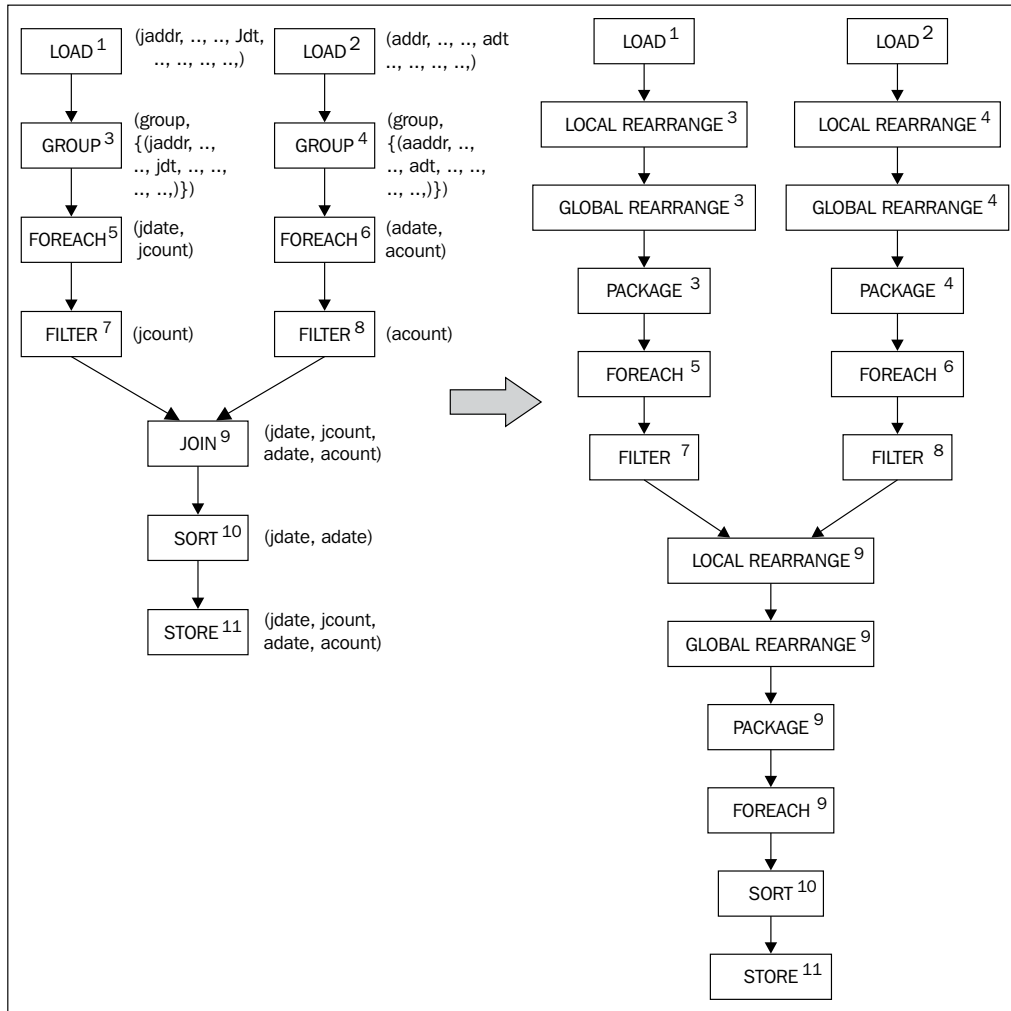 LOAD 1
(jaddr, .., .., Jdt,
.., .., .., ..,)
LOAD 2
(addr, .., .., adt
.., .., .., ..,)
GROUP 3
(group,
{(jaddr, ..,
.., jdt, .., ..,
.., ..,)})
GROUP 4
(group,
{(aaddr, ..,
.., adt, .., ..,
.., ..,)})
FOREACH 5
(jdate,
jcount)
FOREACH 6
(adate,
acount)
FILTER 7
(jcount)
FILTER 8
(acount)
JOIN 9
(jdate, jcount,
adate, acount)
SORT 10
(jdate, adate)
STORE 11
(jdate, jcount,
adate, acount)
LOAD 1
LOAD 2
LOCAL REARRANGE 3
LOCAL REARRANGE 4
GLOBAL REARRANGE 3
GLOBAL REARRANGE 4
PACKAGE 3
PACKAGE 4
FOREACH 5
FOREACH 6
FILTER 7
FILTER 8
LOCAL REARRANGE 9
GLOBAL REARRANGE 9
PACKAGE 9
FOREACH 9
SORT 10
STORE 11